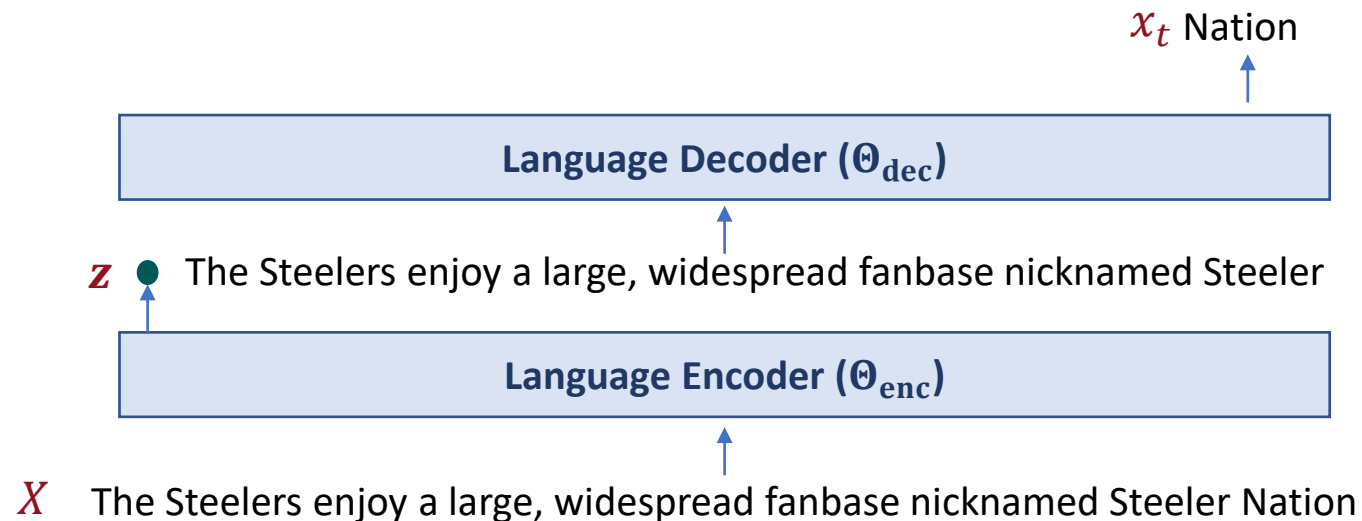 x_t Nation
Language Decoder (Θ_dec)
z The Steelers enjoy a large, widespread fanbase nicknamed Steeler
Language Encoder (Θ_enc)
X The Steelers enjoy a large, widespread fanbase nicknamed Steeler Nation